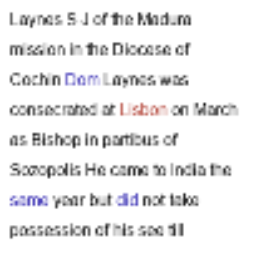 Laynes S J of the Madura
mission in the Diocese of
Cochin Dom Laynes was
consecrated at Lisbon on March
as Bishop in partibus of
Sozopolis He came to India the
same year but did not take
possession of his see till